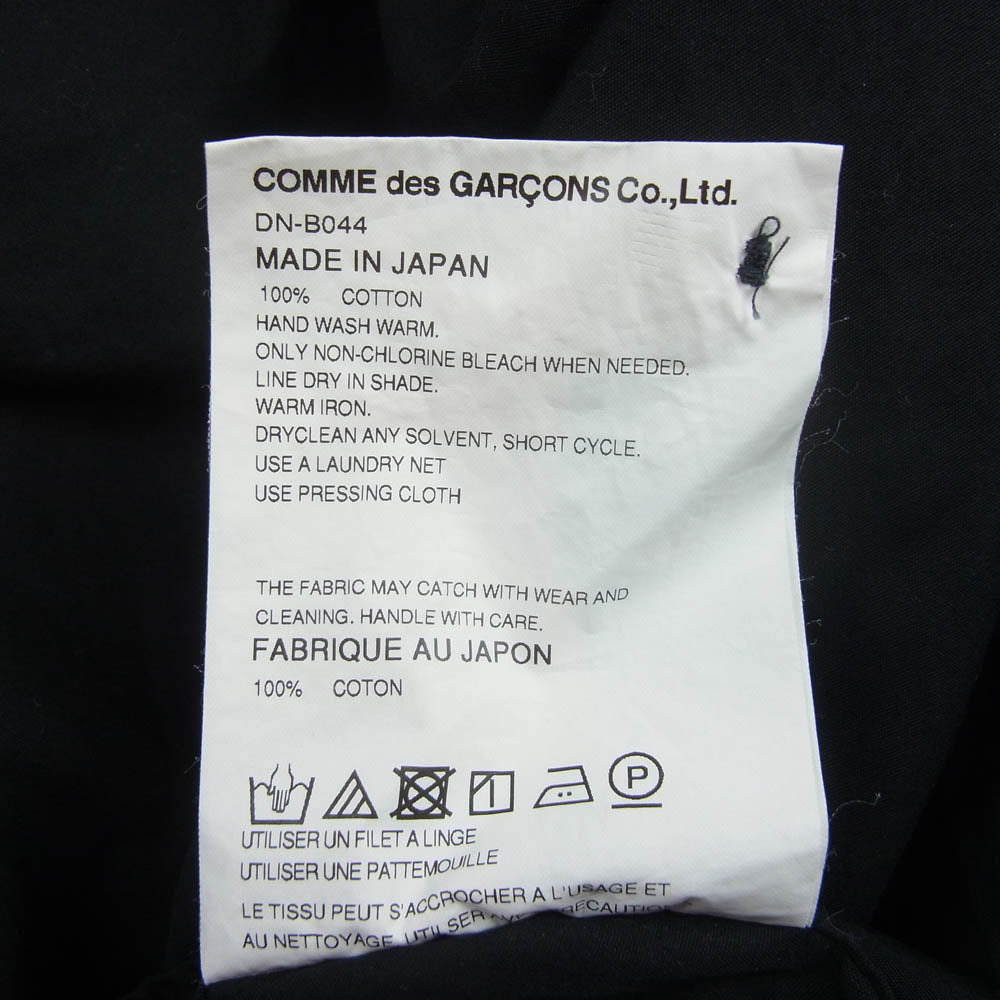 COMME des GARÇONS Co.,Ltd.
DN-B044
MADE IN JAPAN
100% COTTON
HAND WASH WARM.
ONLY NON-CHLORINE BLEACH WHEN NEEDED.
LINE DRY IN SHADE.
WARM IRON.
DRYCLEAN ANY SOLVENT, SHORT CYCLE.
USE A LAUNDRY NET
USE PRESSING CLOTH
THE FABRIC MAY CATCH WITH WEAR AND
CLEANING. HANDLE WITH CARE.
FABRIQUE AU JAPON
100% COTON
P
UTILISER UN FILET A LINGE
UTILISER UNE PATTEMOUILLE
LE TISSU PEUT S'ACCROCHER A L'USAGE ET
AU NETTOYAGE UTILISER